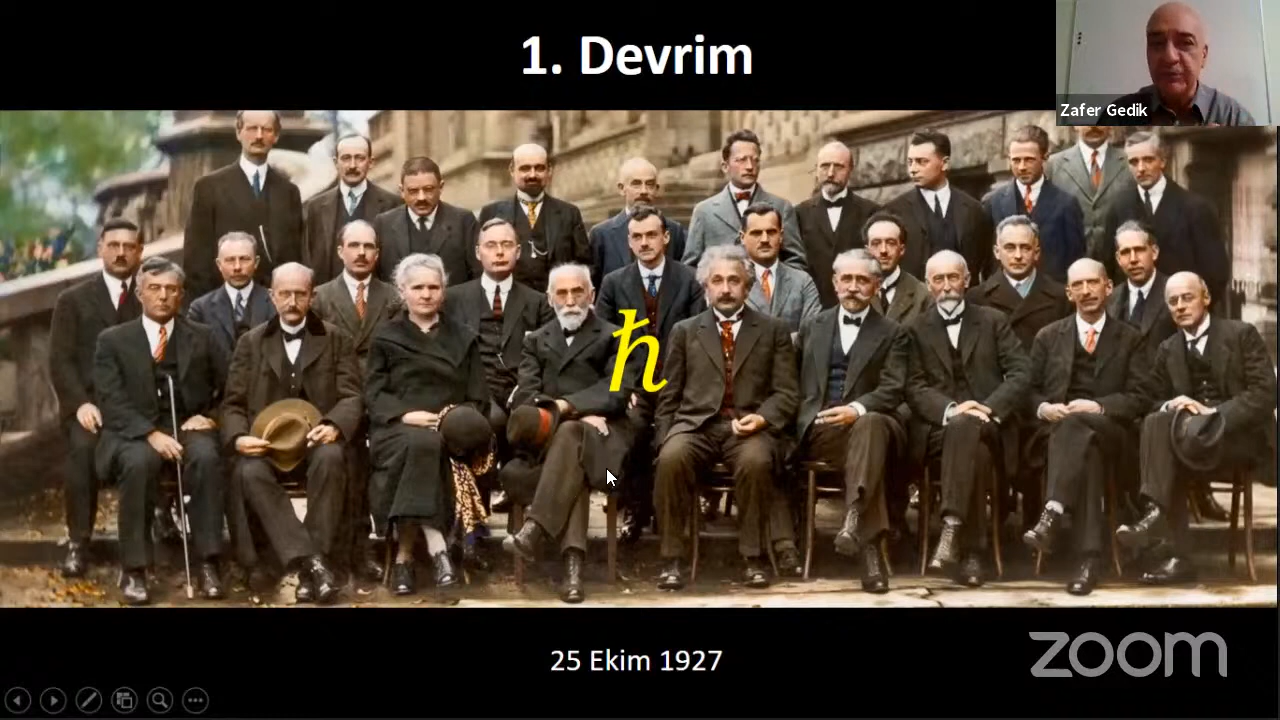 1. Devrim
Zafer Gedik
ℏ
25 Ekim 1927
zoom